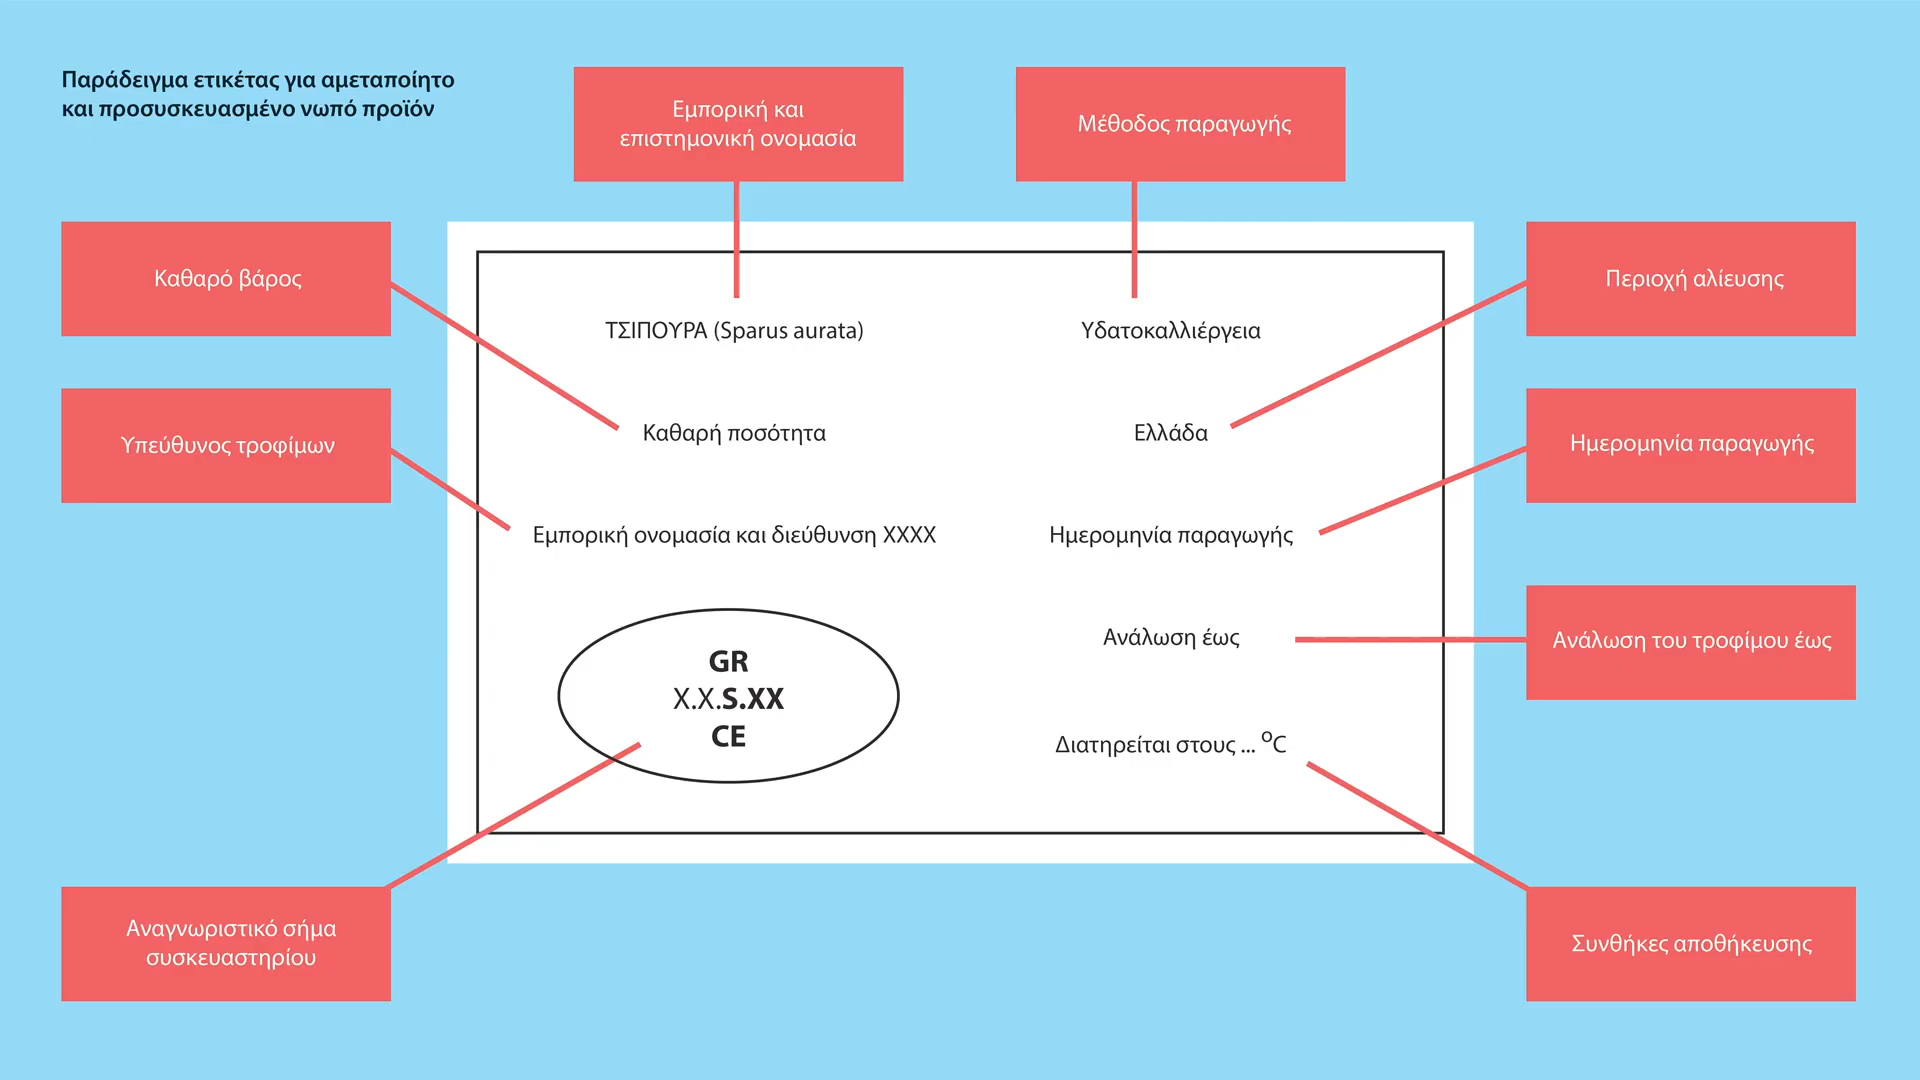 Παράδειγμα ετικέτας για αμεταποίητο
και προσυσκευασμένο νωπό προϊόν
Εμπορική και
επιστημονική ονομασία
Μέθοδος παραγωγής
Καθαρό βάρος
Περιοχή αλίευσης
Υπεύθυνος τροφίμων
Ημερομηνία παραγωγής
Ανάλωση του τροφίμου έως
Αναγνωριστικό σήμα
συσκευαστηρίου
Συνθήκες αποθήκευσης
ΤΣΙΠΟΥΡΑ (Sparus aurata)
Υδατοκαλλιέργεια
Καθαρή ποσότητα
Ελλάδα
Εμπορική ονομασία και διεύθυνση ΧΧΧΧ
Ημερομηνία παραγωγής
Ανάλωση έως
GR
X.X.S.XX
CE
Διατηρείται στους ... °C